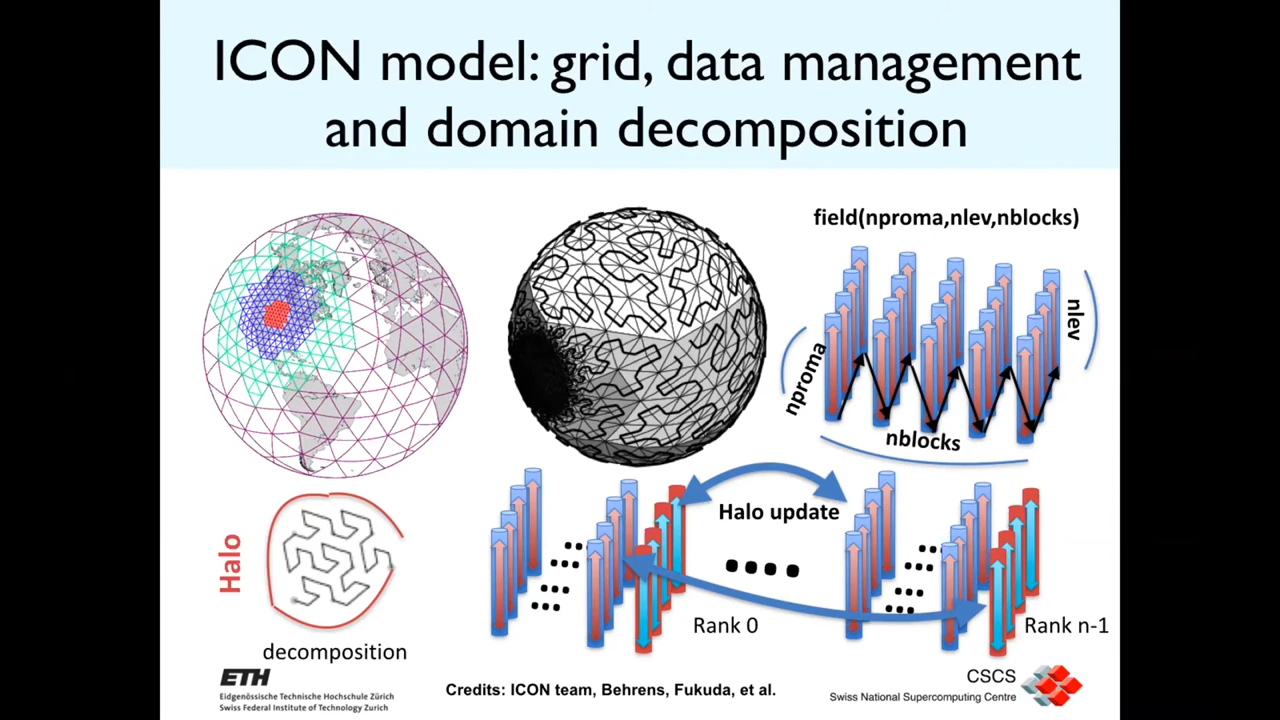 ICON model: grid, data management
and domain decomposition
field(nproma,nlev,nblocks)
nlev
nproma
nblocks
Halo update
Halo
Rank 0
Rank n-1
decomposition
ETH
Eidgenössische Technische Hochschule Zürich
Swiss Federal Institute of Technology Zurich
Credits: ICON team, Behrens, Fukuda, et al.
CSCS
Swiss National Supercomputing Centre